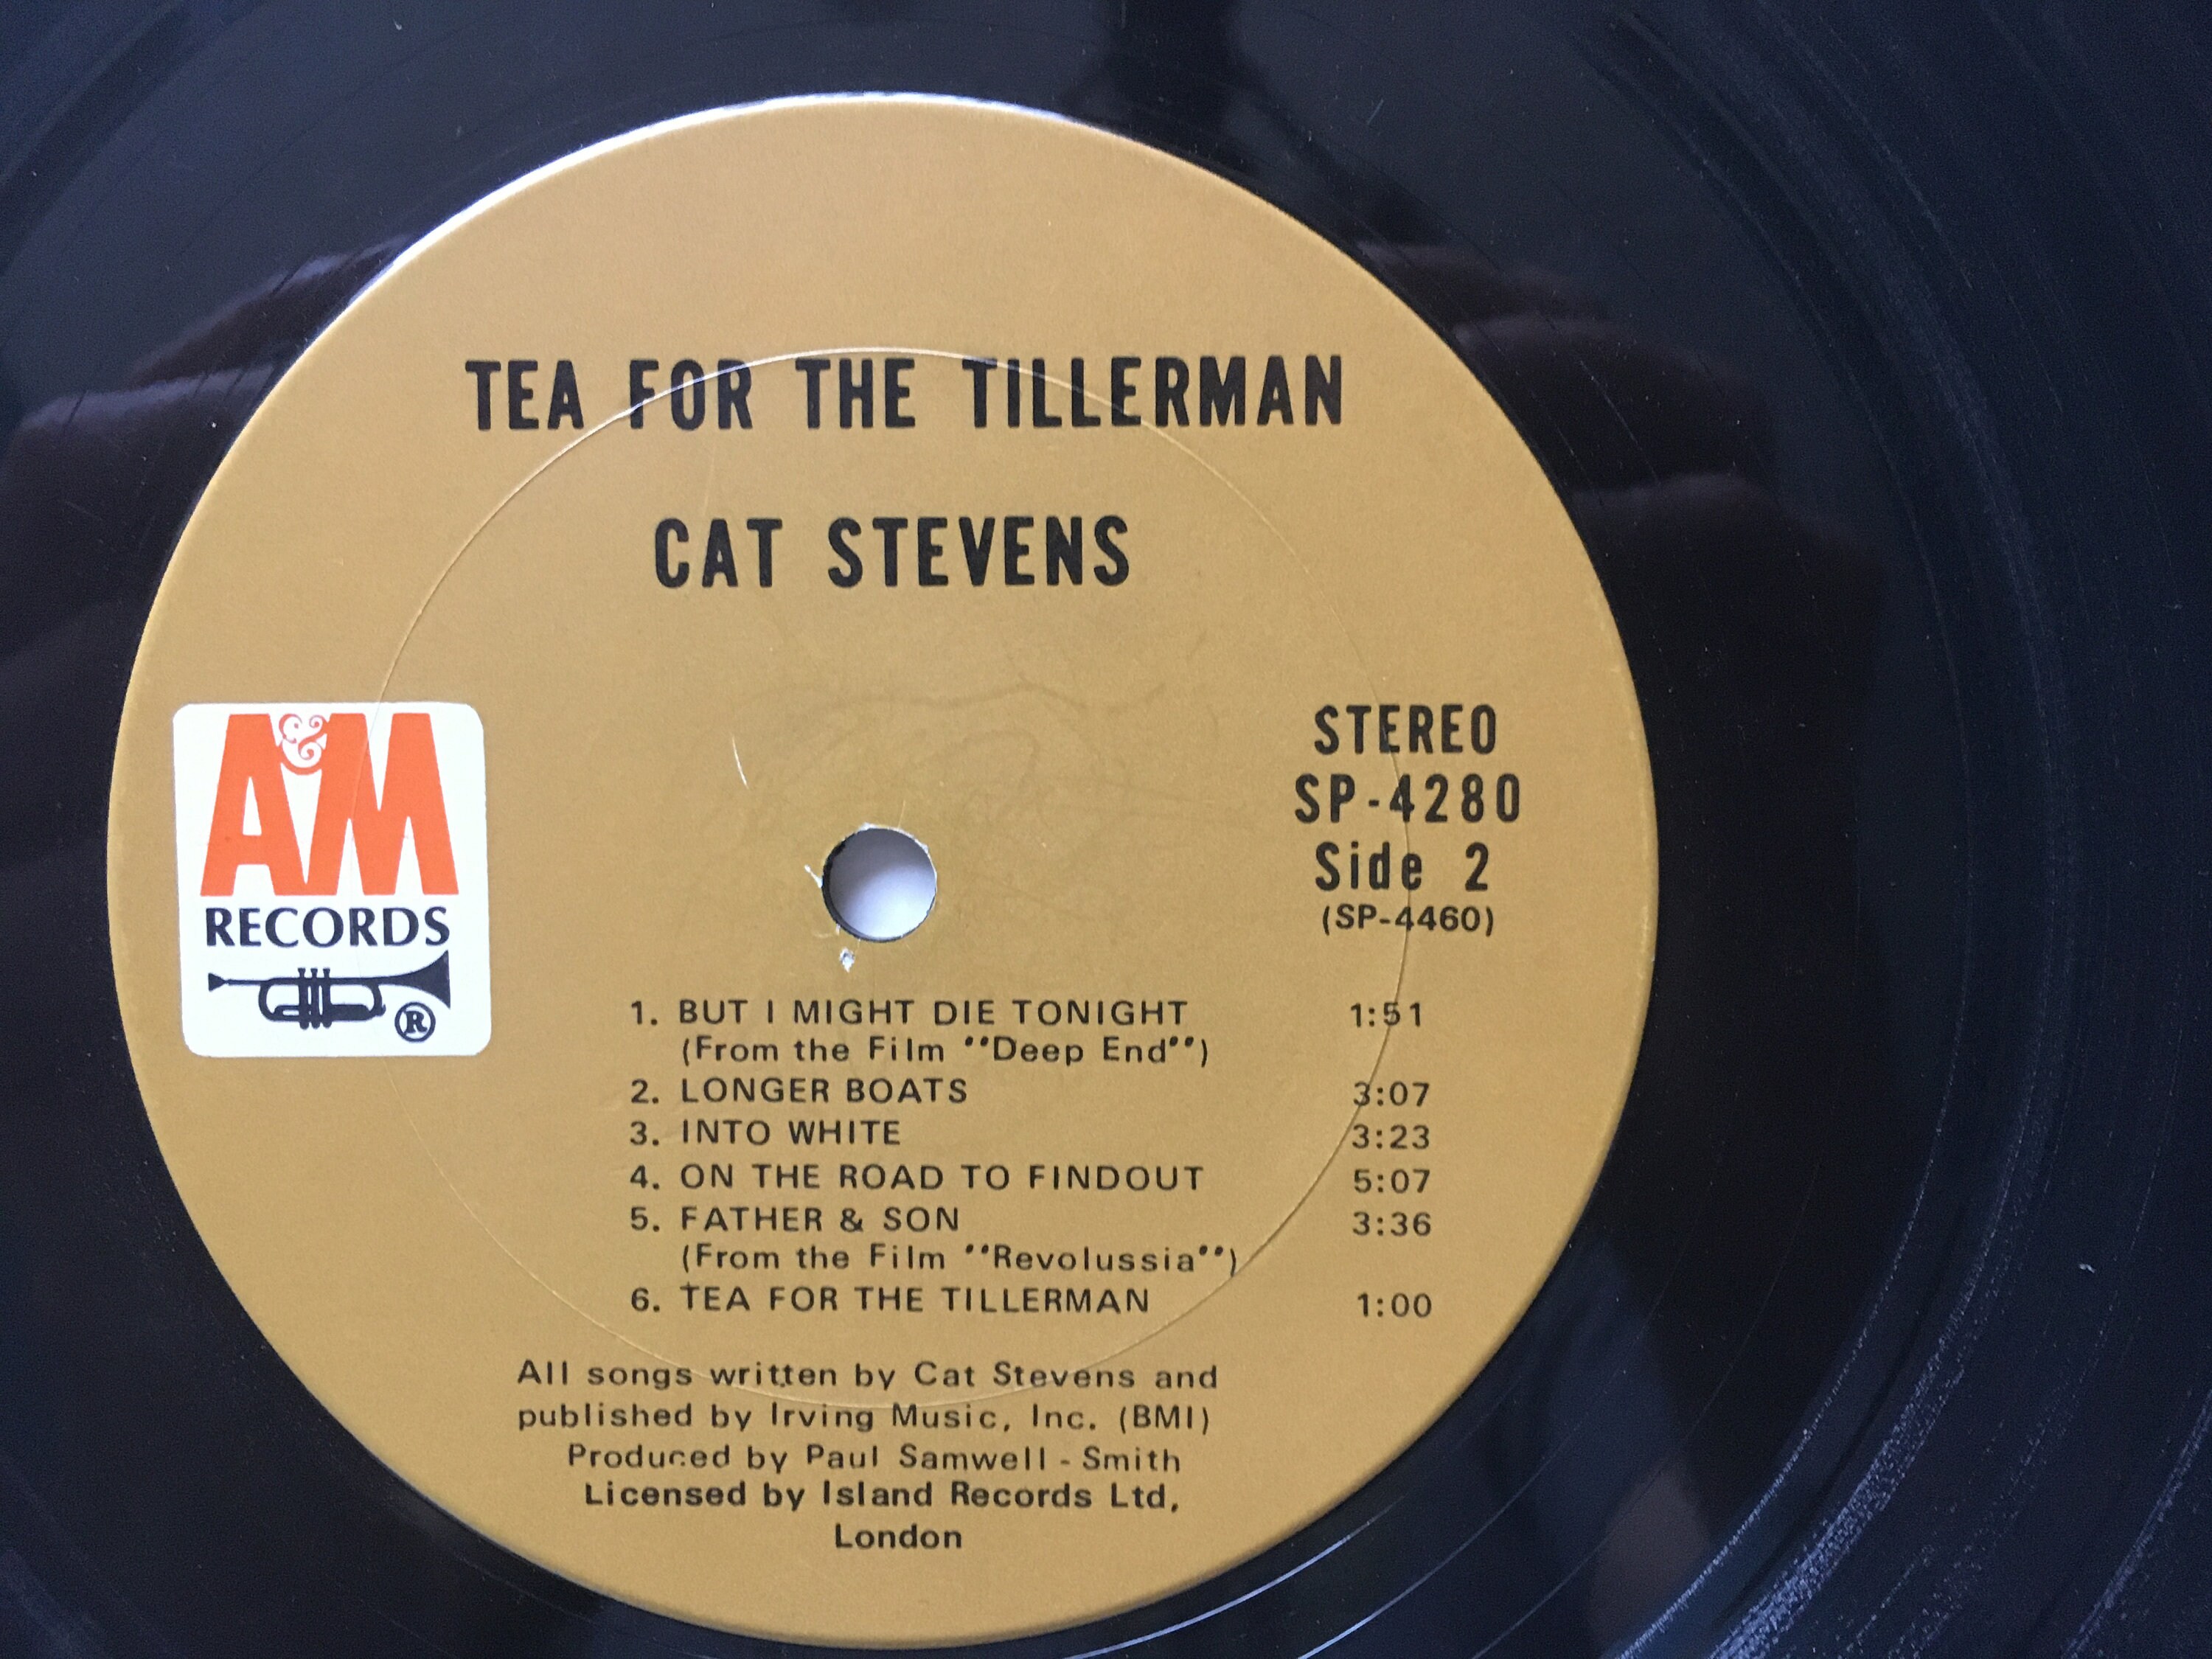 TEA FOR THE TILLERMAN
CAT STEVENS
A&M
RECORDS
®
STEREO
SP-4280
Side 2
(SP-4460)
1. BUT I MIGHT DIE TONIGHT 1:51
(From the Film "Deep End")
2. LONGER BOATS 3:07
3. INTO WHITE 3:23
4. ON THE ROAD TO FINDOUT 5:07
5. FATHER & SON 3:36
(From the Film "Revolussia")
6. TEA FOR THE TILLERMAN 1:00
All songs written by Cat Stevens and
published by Irving Music, Inc. (BMI)
Produced by Paul Samwell - Smith
Licensed by Island Records Ltd,
London